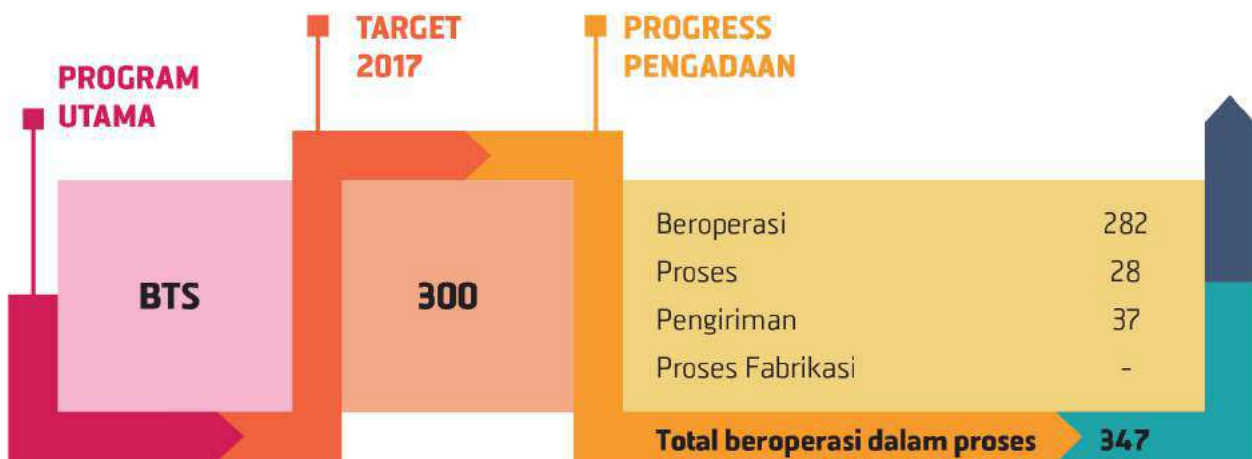 PROGRAM
UTAMA
TARGET
2017
PROGRESS
PENGADAAN
BTS
300
Beroperasi 282
Proses 28
Pengiriman 37
Proses Fabrikasi -
Total beroperasi dalam proses 347